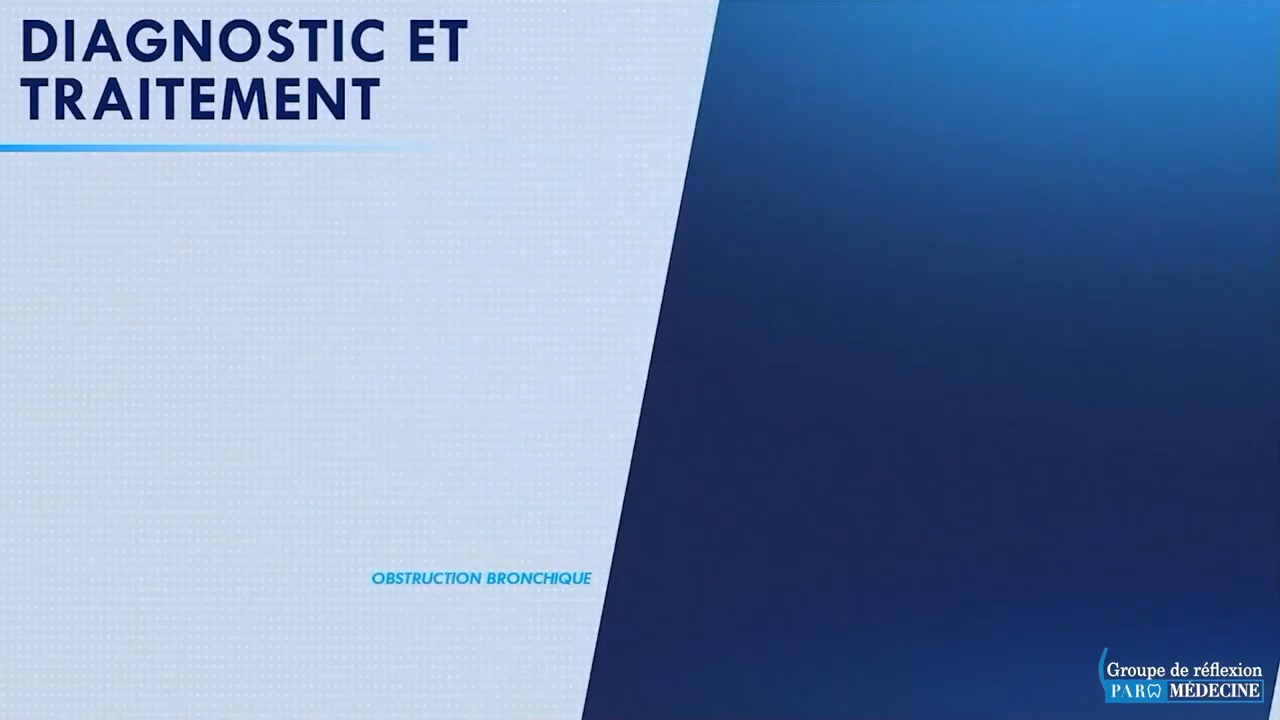 DIAGNOSTIC ET
TRAITEMENT
OBSTRUCTION BRONCHIQUE
Groupe de réflexion
PARO MÉDECINE